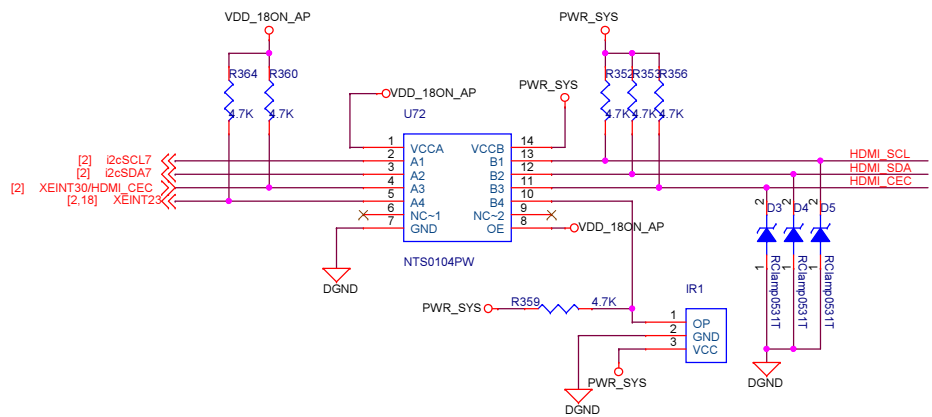 VDD_18ON_AP
PWR_SYS
R364
R360
4.7K
4.7K
VDD_18ON_AP
PWR_SYS
R352
R353
R356
4.7K
4.7K
4.7K
U72
[2] i2cSCL7
[2] i2cSDA7
[2] XEINT30/HDMI_CEC
[2,18] XEINT23
1 VCCA VCCB 14
2 A1 B1 13
3 A2 B2 12
4 A3 B3 11
5 A4 B4 10
6 NC~1 NC~2 9
7 GND OE 8
NTS0104PW
VDD_18ON_AP
DGND
HDMI_SCL
HDMI_SDA
HDMI_CEC
2 D3
2 D4
2 D5
1 RClamp0531T
1 RClamp0531T
1 RClamp0531T
DGND
PWR_SYS
R359
4.7K
IR1
1 OP
2 GND
3 VCC
PWR_SYS
DGND